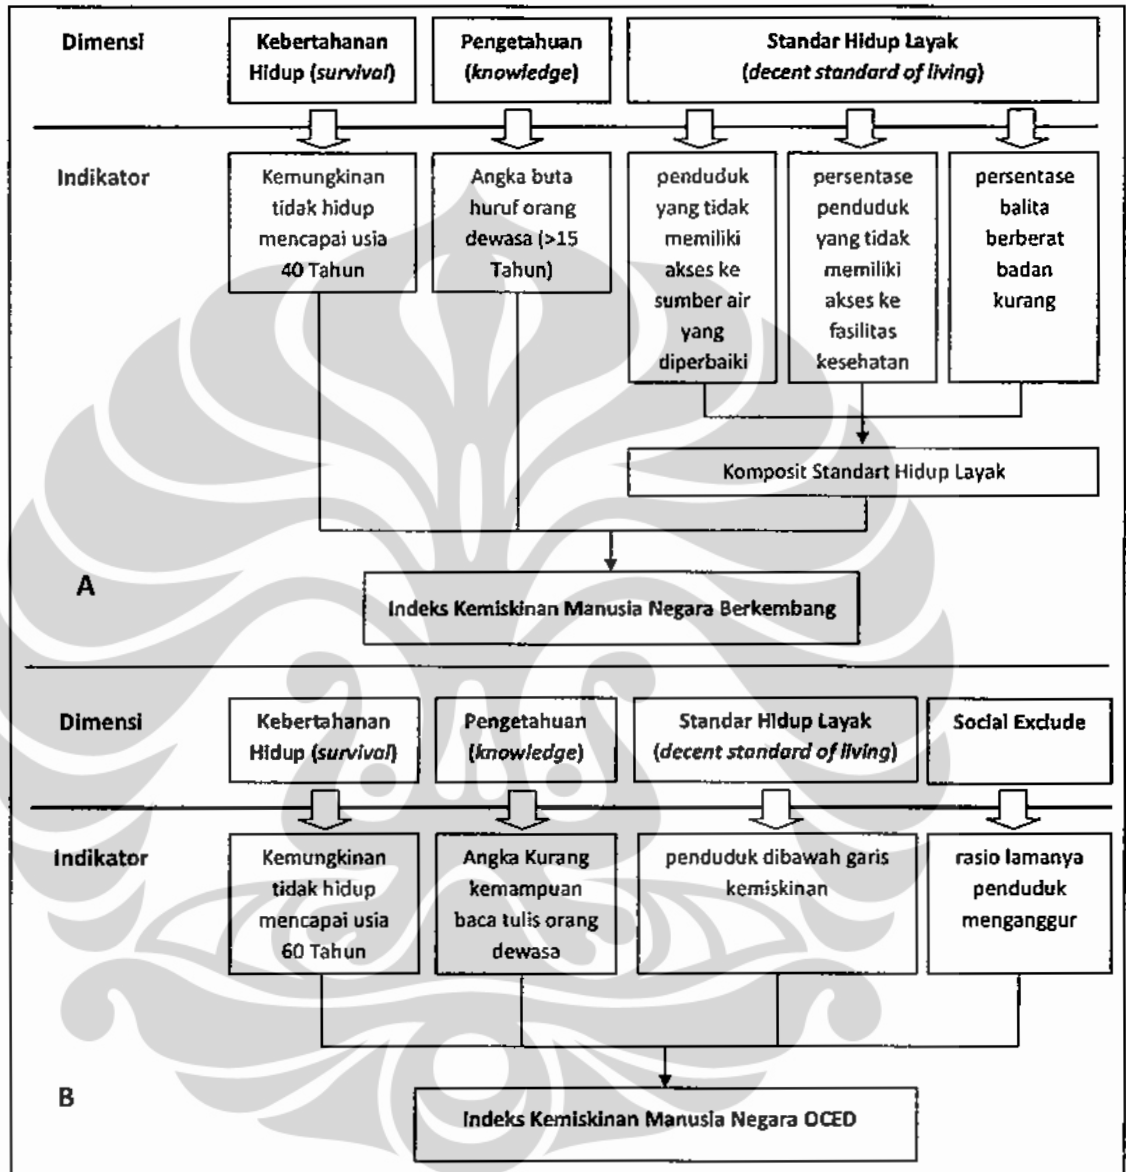 Dimensi
Kebertahanan
Hidup (survival)
Pengetahuan
(knowledge)
Standar Hidup Layak
(decent standard of living)
Indikator
Kemungkinan
tidak hidup
mencapai usia
40 Tahun
Angka buta
huruf orang
dewasa (>15
Tahun)
penduduk
yang tidak
memiliki
akses ke
sumber air
yang
diperbaiki
persentase
penduduk
yang tidak
memiliki
akses ke
fasilitas
kesehatan
persentase
balita
berberat
badan
kurang
Komposit Standart Hidup Layak
A
Indeks Kemiskinan Manusia Negara Berkembang
Dimensi
Kebertahanan
Hidup (survival)
Pengetahuan
(knowledge)
Standar Hidup Layak
(decent standard of living)
Social Exclude
Indikator
Kemungkinan
tidak hidup
mencapai usia
60 Tahun
Angka Kurang
kemampuan
baca tulis orang
dewasa
penduduk dibawah garis
kemiskinan
rasio lamanya
penduduk
menganggur
B
Indeks Kemiskinan Manusia Negara OCED